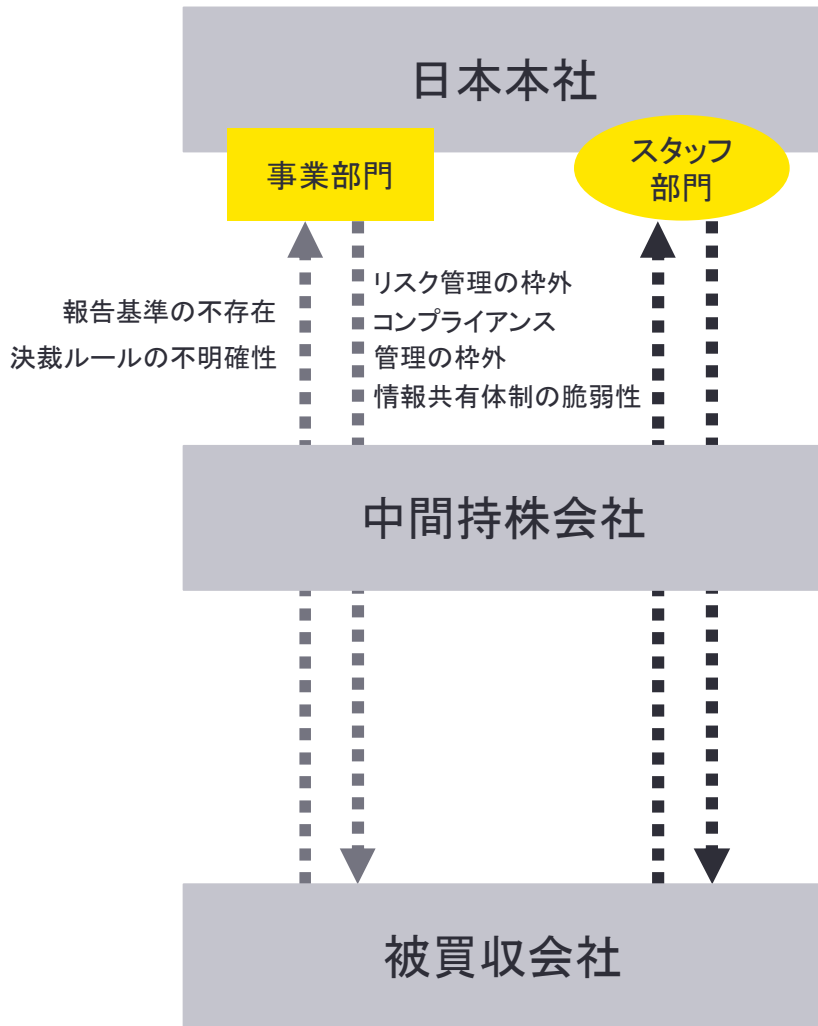 日本本社
事業部門
スタッフ
部門
報告基準の不存在
決裁ルールの不明確性
リスク管理の枠外
コンプライアンス
管理の枠外
情報共有体制の脆弱性
中間持株会社
被買収会社